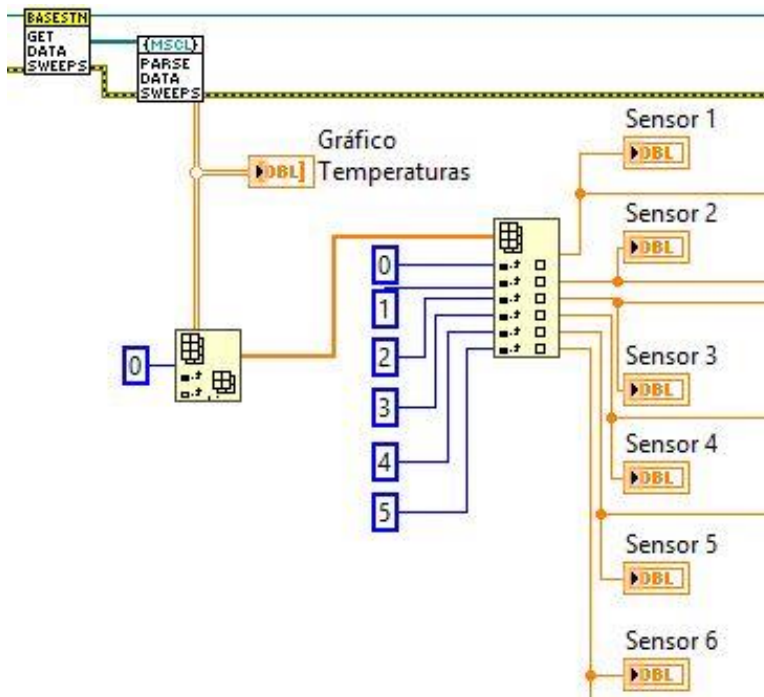 BASESTN
GET
DATA
SWEEPS
{MSCL}
PARSE
DATA
SWEEPS
Gráfico
Temperaturas
DBL]
Sensor 1
DBL
Sensor 2
DBL
0
1
2
3
4
5
0
Sensor 3
DBL
Sensor 4
DBL
Sensor 5
DBL
Sensor 6
DBL